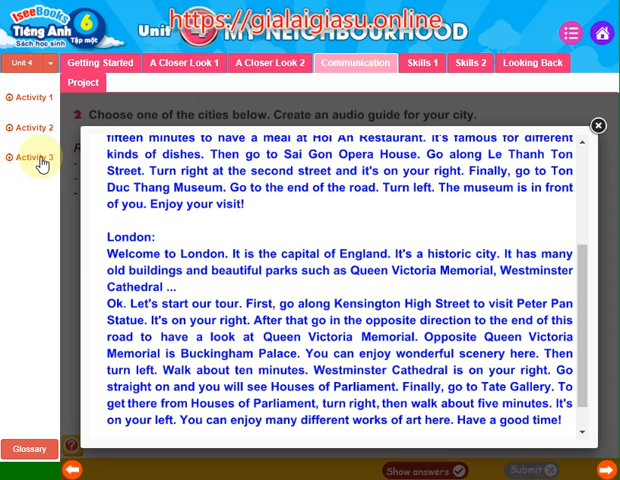 IseeBooks
Tiếng Anh 6
Sách học sinh Tập một
Unit 4 MY NEIGHBOURHOOD
https://gialaigiasu.online
Unit 4
Getting Started
A Closer Look 1
A Closer Look 2
Communication
Skills 1
Skills 2
Looking Back
Project
Activity 1
Activity 2
Activity 3
2 Choose one of the cities below. Create an audio guide for your city.
fifteen minutes to have a meal at Hoi An Restaurant. It's famous for different
kinds of dishes. Then go to Sai Gon Opera House. Go along Le Thanh Ton
Street. Turn right at the second street and it's on your right. Finally, go to Ton
Duc Thang Museum. Go to the end of the road. Turn left. The museum is in front
of you. Enjoy your visit!
London:
Welcome to London. It is the capital of England. It's a historic city. It has many
old buildings and beautiful parks such as Queen Victoria Memorial, Westminster
Cathedral ...
Ok. Let's start our tour. First, go along Kensington High Street to visit Peter Pan
Statue. It's on your right. After that go in the opposite direction to the end of this
road to have a look at Queen Victoria Memorial. Opposite Queen Victoria
Memorial is Buckingham Palace. You can enjoy wonderful scenery here. Then
turn left. Walk about ten minutes. Westminster Cathedral is on your right. Go
straight on and you will see Houses of Parliament. Finally, go to Tate Gallery. To
get there from Houses of Parliament, turn right, then walk about five minutes. It's
on your left. You can enjoy many different works of art here. Have a good time!
Glossary
Show answers
Submit